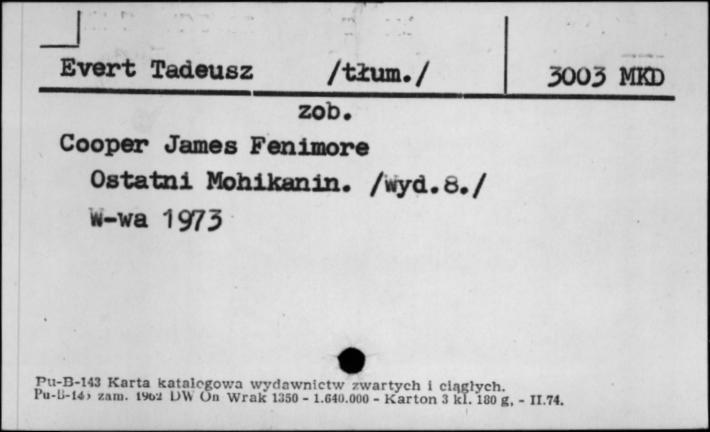 Evert Tadeusz /tłum./ 3003 MKD
zob.
Cooper James Fenimore
Ostatni Mohikanin. /wyd.8./
W-wa 1973
Pu-B-143 Karta katalogowa wydawnictw zwartych i ciągłych.
zam. 1962 DW On Wrak 1350 - 1.640.000 - Karton 3 kl. 180 g, - II.74.